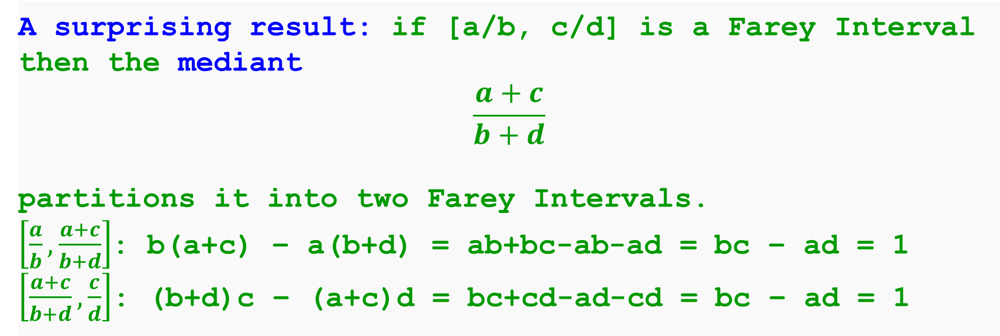 A surprising result: if [a/b, c/d] is a Farey Interval
then the mediant
\frac{a + c}{b + d}
partitions it into two Farey Intervals.
\left[\frac{a}{b}, \frac{a+c}{b+d}\right]: b(a+c) − a(b+d) = ab+bc-ab-ad = bc − ad = 1
\left[\frac{a+c}{b+d}, \frac{c}{d}\right]: (b+d)c − (a+c)d = bc+cd-ad-cd = bc − ad = 1